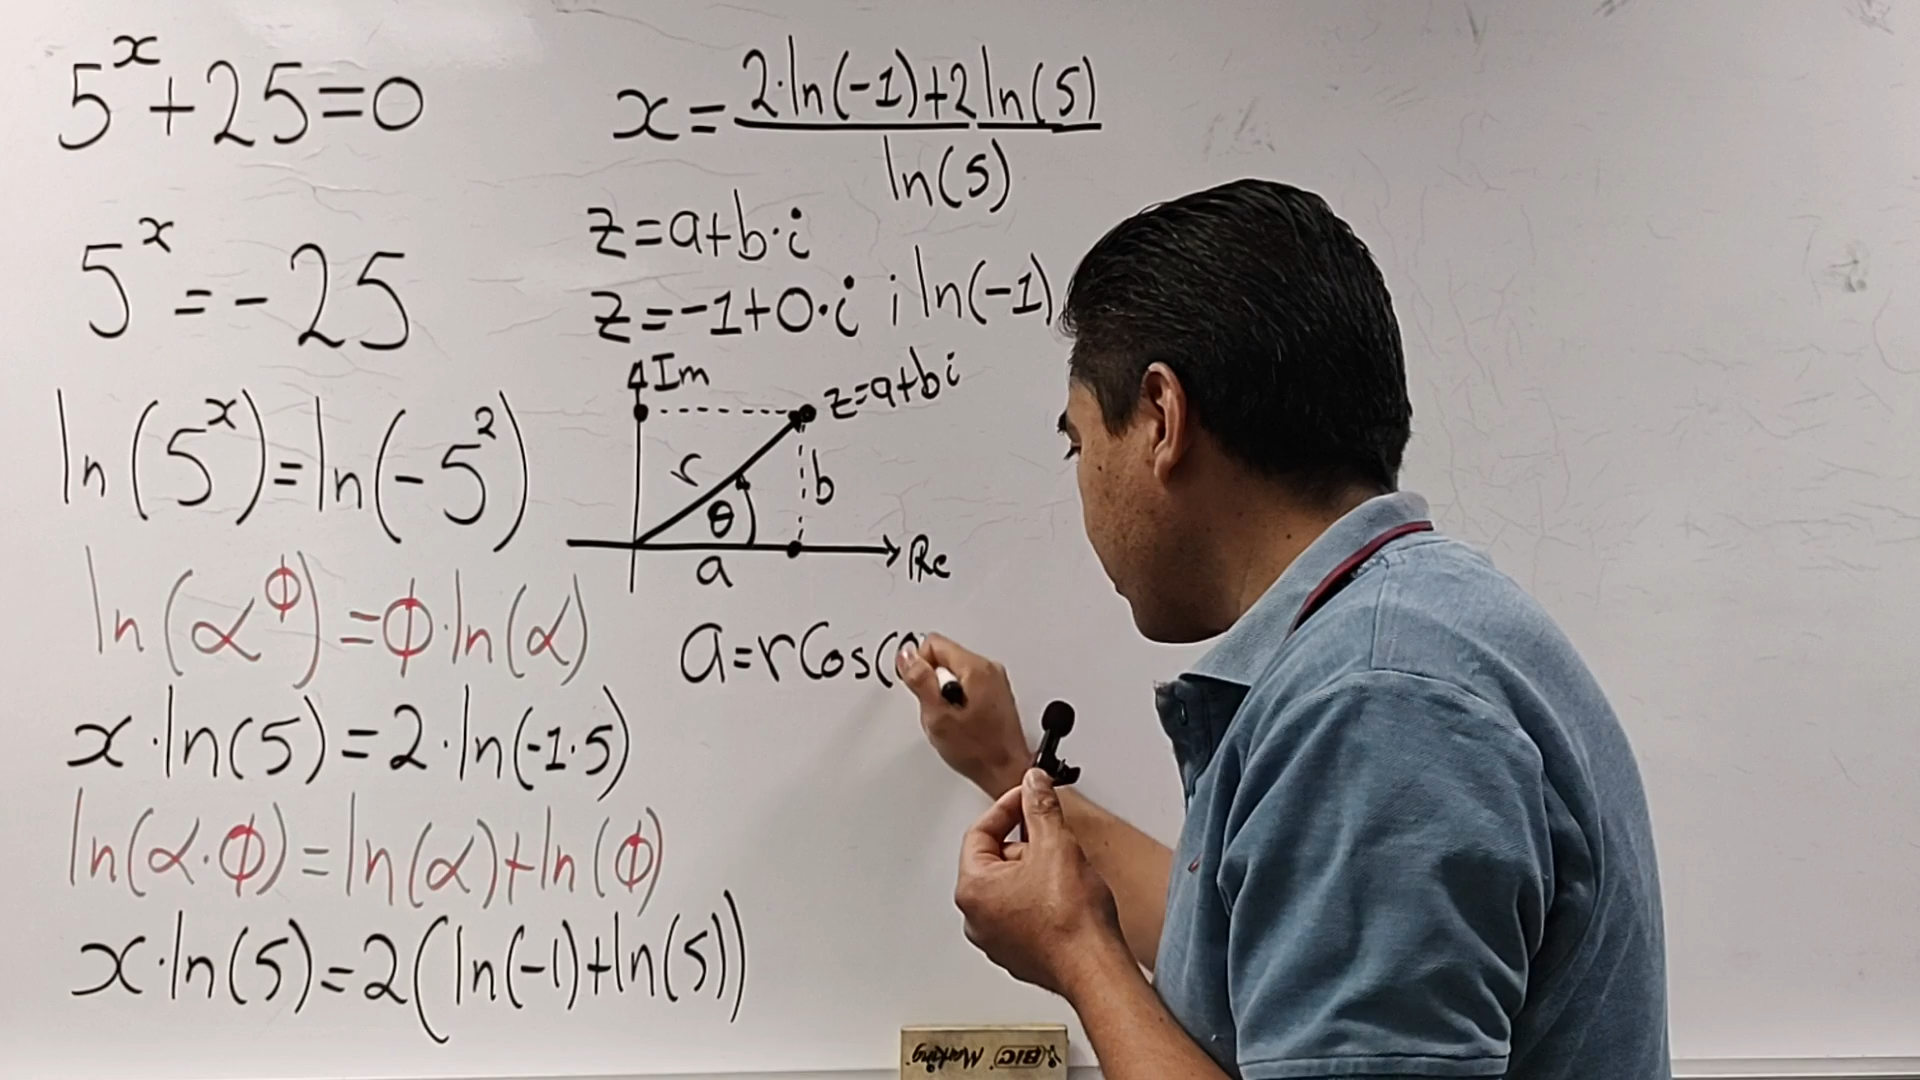 5^x+25=0
5^x=-25
ln(5^x)=ln(-5^2)
ln(α^ϕ)=ϕ·ln(α)
x·ln(5)=2·ln(-1·5)
ln(α·ϕ)=ln(α)+ln(ϕ)
x·ln(5)=2(ln(-1)+ln(5))
x=2·ln(-1)+2ln(5)
ln(5)
z=a+b·i
z=-1+0·i ; ln(-1)
Im
z=a+bi
r
b
θ
a
Re
a=rCos(
BIC Marking